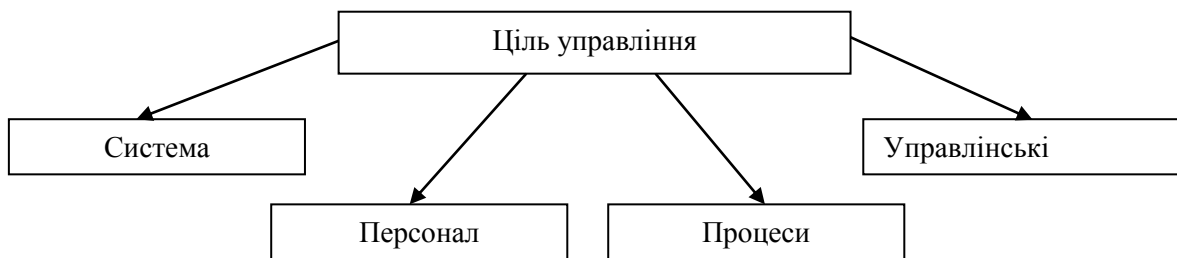 Ціль управління
Система
Управлінські
Персонал
Процеси